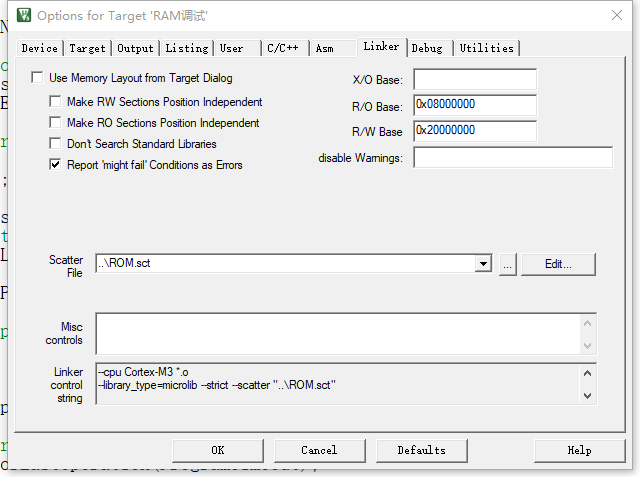 Options for Target 'RAM调试'
Device Target Output Listing User C/C++ Asm Linker Debug Utilities
Use Memory Layout from Target Dialog
Make RW Sections Position Independent
Make RO Sections Position Independent
Don't Search Standard Libraries
Report 'might fail' Conditions as Errors
X/O Base:
R/O Base: 0x08000000
R/W Base 0x20000000
disable Warnings:
Scatter
File
..\ROM.sct
... Edit...
Misc
controls
Linker
control
string
--cpu Cortex-M3 *.o
--library_type=microlib --strict --scatter "..\ROM.sct"
OK Cancel Defaults Help